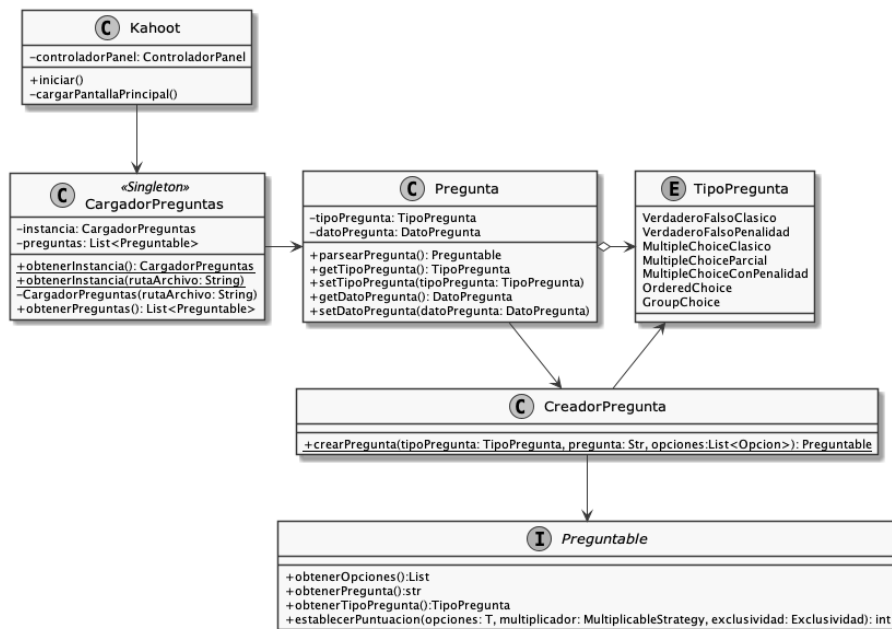 C Kahoot
-controladorPanel: ControladorPanel
+iniciar()
-cargarPantallaPrincipal()
«Singleton»
C CargadorPreguntas
-instancia: CargadorPreguntas
-preguntas: List<Preguntable>
+obtenerInstancia(): CargadorPreguntas
+obtenerInstancia(rutaArchivo: String)
-CargadorPreguntas(rutaArchivo: String)
+obtenerPreguntas(): List<Preguntable>
C Pregunta
-tipoPregunta: TipoPregunta
-datoPregunta: DatoPregunta
+parsearPregunta(): Preguntable
+getTipoPregunta(): TipoPregunta
+setTipoPregunta(tipoPregunta: TipoPregunta)
+getDatoPregunta(): DatoPregunta
+setDatoPregunta(datoPregunta: DatoPregunta)
E TipoPregunta
VerdaderoFalsoClasico
VerdaderoFalsoPenalidad
MultipleChoiceClasico
MultipleChoiceParcial
MultipleChoiceConPenalidad
OrderedChoice
GroupChoice
C CreadorPregunta
+crearPregunta(tipoPregunta: TipoPregunta, pregunta: Str, opciones:List<Opcion>): Preguntable
I Preguntable
+obtenerOpciones():List
+obtenerPregunta():str
+obtenerTipoPregunta():TipoPregunta
+establecerPuntuacion(opciones: T, multiplicador: MultiplicableStrategy, exclusividad: Exclusividad): int